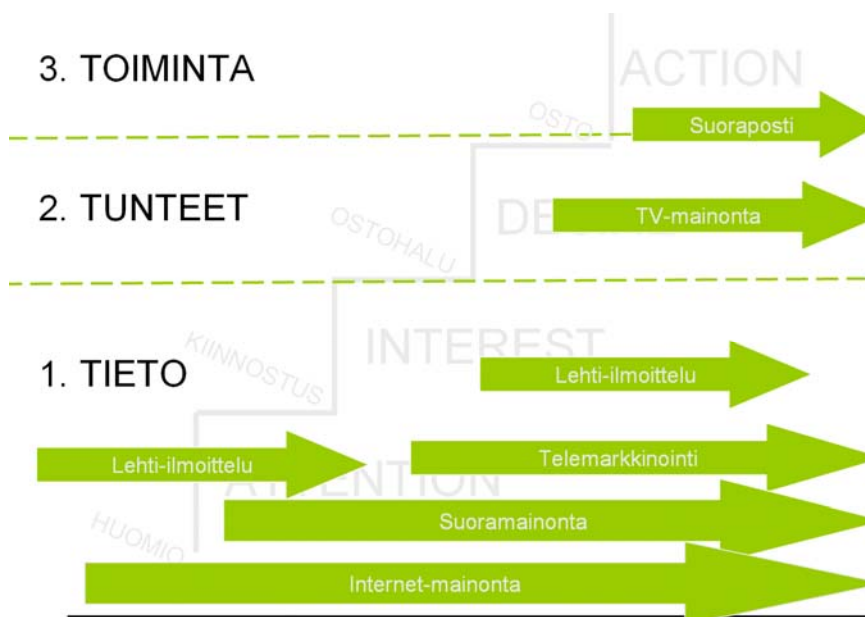 3. TOIMINTA
ACTION
OSTO
Suoraposti
2. TUNTEET
OSTOHALU
TV-mainonta
KIINNOSTUS
INTEREST
1. TIETO
Lehti-ilmoittelu
Lehti-ilmoittelu
Telemarkkinointi
ATTENTION
HUOMIO
Suoramainonta
Internet-mainonta